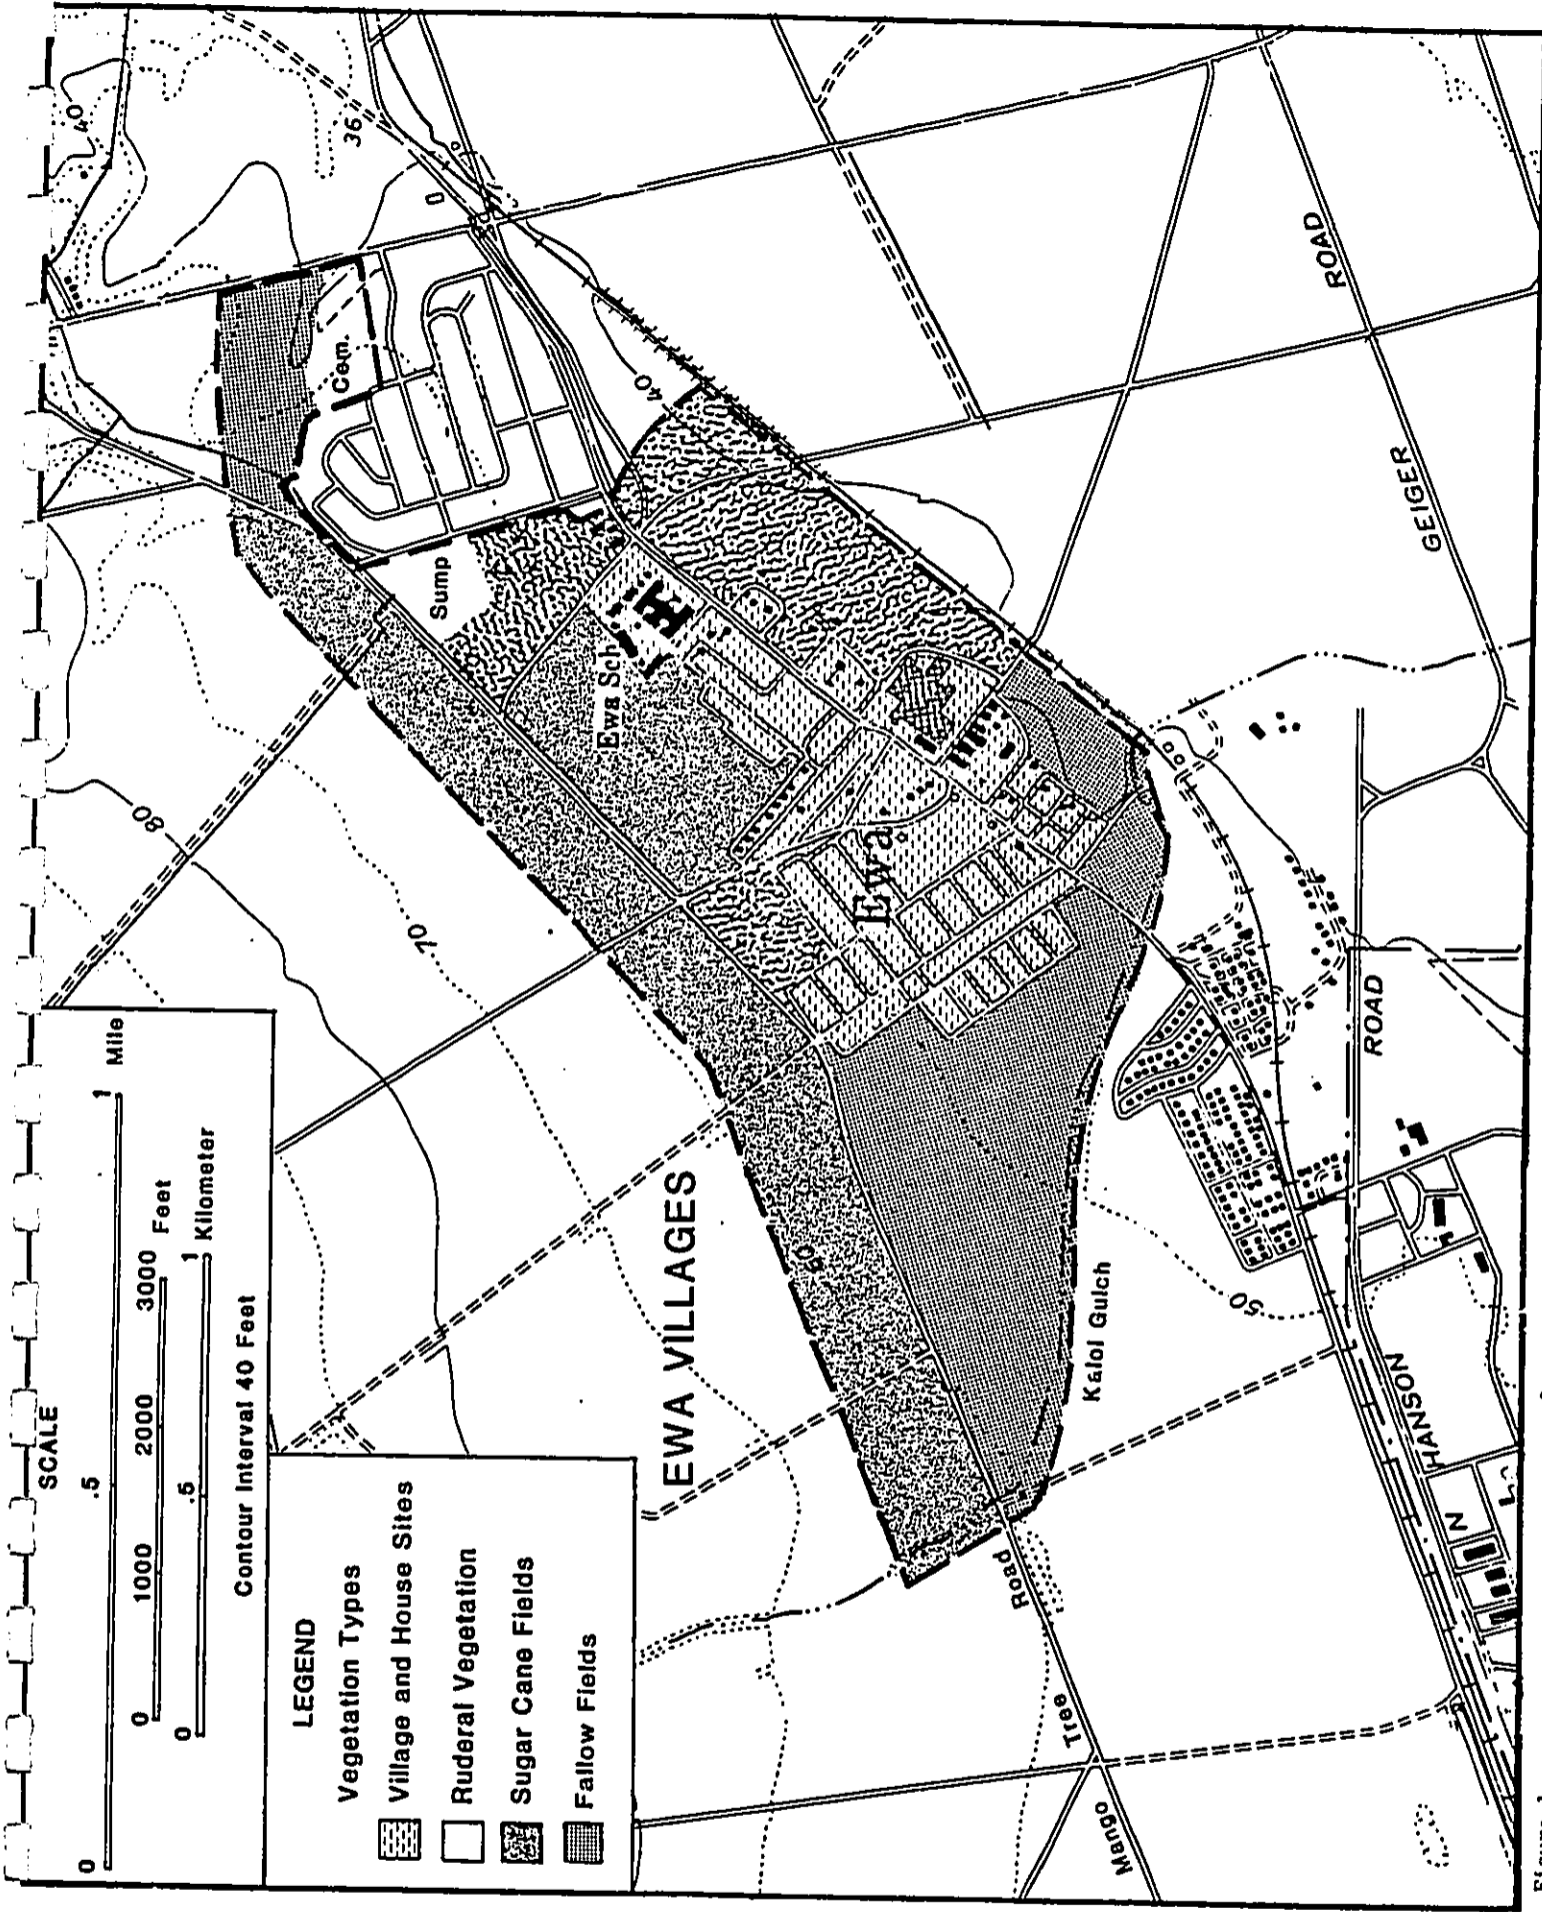 SCALE
0 .5 1 Mile
0 1000 2000 3000 Feet
0 .5 1 Kilometer
Contour Interval 40 Feet
LEGEND
Vegetation Types
Village and House Sites
Ruderal Vegetation
Sugar Cane Fields
Fallow Fields
EWA VILLAGES
40
36
80
70
60
50
40
Cem.
Sump
Ewa Sch
Ewa
Kaloi Gulch
Mango Tree Road
GEIGER ROAD
HANSON ROAD
N
Figure 1